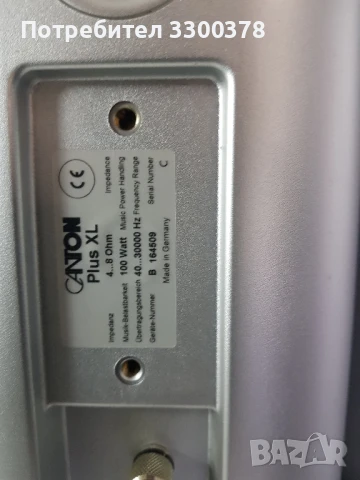 Потребител 3300378
CE
CANTON
Plus XL
Impedanz 4...8 Ohm Impedance
Musik-Belastbarkeit 100 Watt Music Power Handling
Übertragungsbereich 40...30000 Hz Frequency Range
Geräte-Nummer B 164509 Serial Number
Made in Germany C
BAZAR